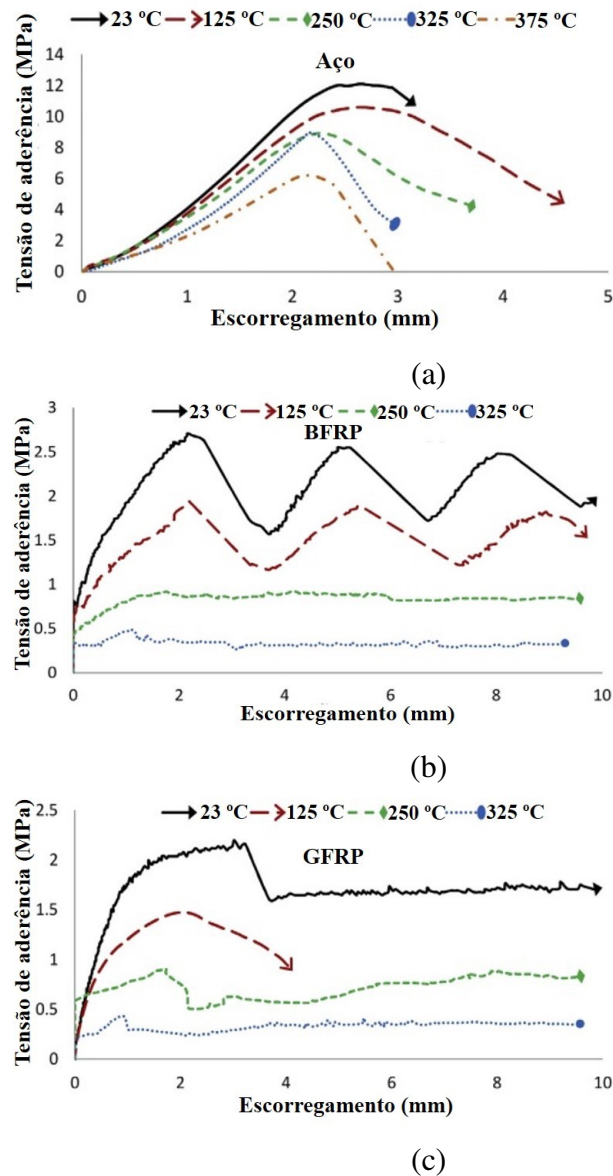 23 ºC 125 ºC 250 ºC 325 ºC 375 ºC
Aço
Tensão de aderência (MPa)
14
12
10
8
6
4
2
0
0 1 2 3 4 5
Escorregamento (mm)
(a)
23 ºC 125 ºC 250 ºC 325 ºC
BFRP
Tensão de aderência (MPa)
3
2.5
2
1.5
1
0.5
0
0 2 4 6 8 10
Escorregamento (mm)
(b)
23 ºC 125 ºC 250 ºC 325 ºC
GFRP
Tensão de aderência (MPa)
2.5
2
1.5
1
0.5
0
0 2 4 6 8 10
Escorregamento (mm)
(c)